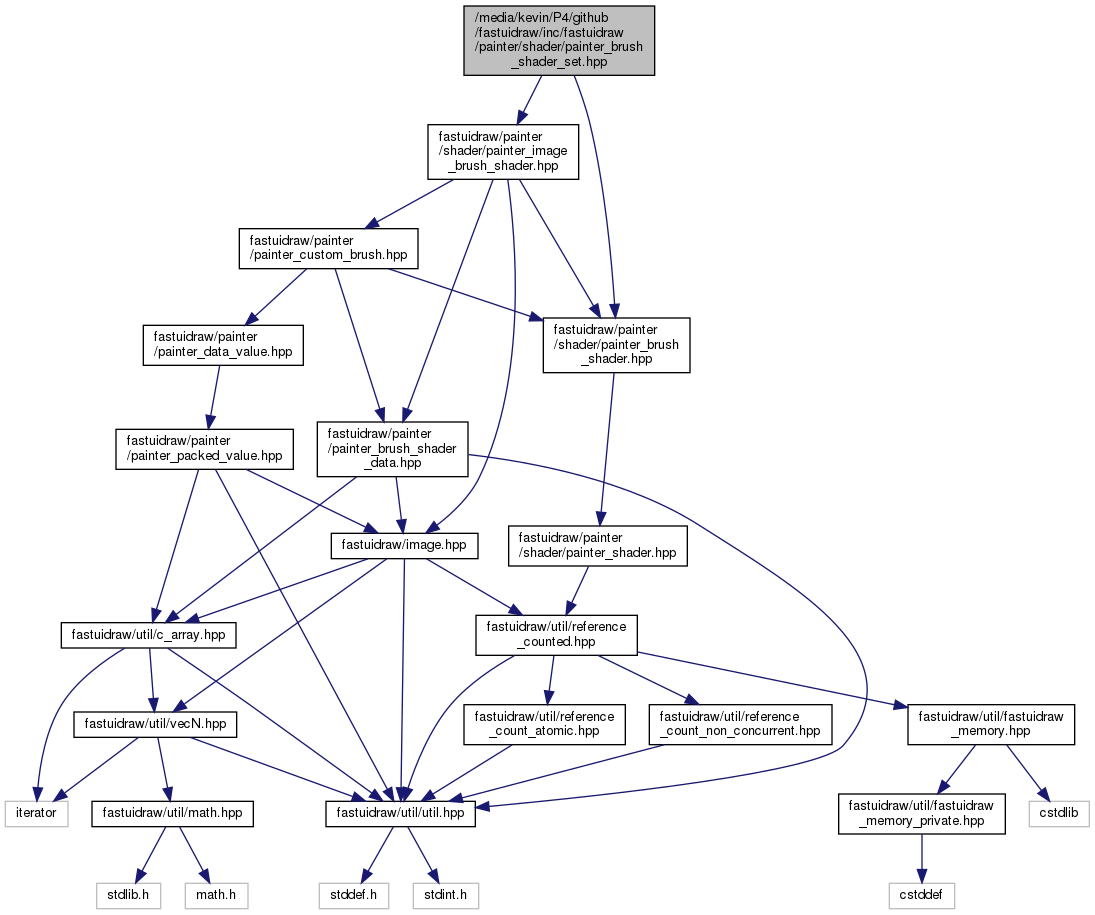 /media/kevin/P4/github
/fastuidraw/inc/fastuidraw
/painter/shader/painter_brush
_shader_set.hpp
fastuidraw/painter
/shader/painter_image
_brush_shader.hpp
fastuidraw/painter
/painter_custom_brush.hpp
fastuidraw/painter
/painter_data_value.hpp
fastuidraw/painter
/shader/painter_brush
_shader.hpp
fastuidraw/painter
/painter_packed_value.hpp
fastuidraw/painter
/painter_brush_shader
_data.hpp
fastuidraw/image.hpp
fastuidraw/painter
/shader/painter_shader.hpp
fastuidraw/util/c_array.hpp
fastuidraw/util/reference
_counted.hpp
fastuidraw/util/vecN.hpp
fastuidraw/util/reference
_count_atomic.hpp
fastuidraw/util/reference
_count_non_concurrent.hpp
fastuidraw/util/fastuidraw
_memory.hpp
iterator
fastuidraw/util/math.hpp
fastuidraw/util/util.hpp
fastuidraw/util/fastuidraw
_memory_private.hpp
cstdlib
stdlib.h
math.h
stddef.h
stdint.h
cstddef